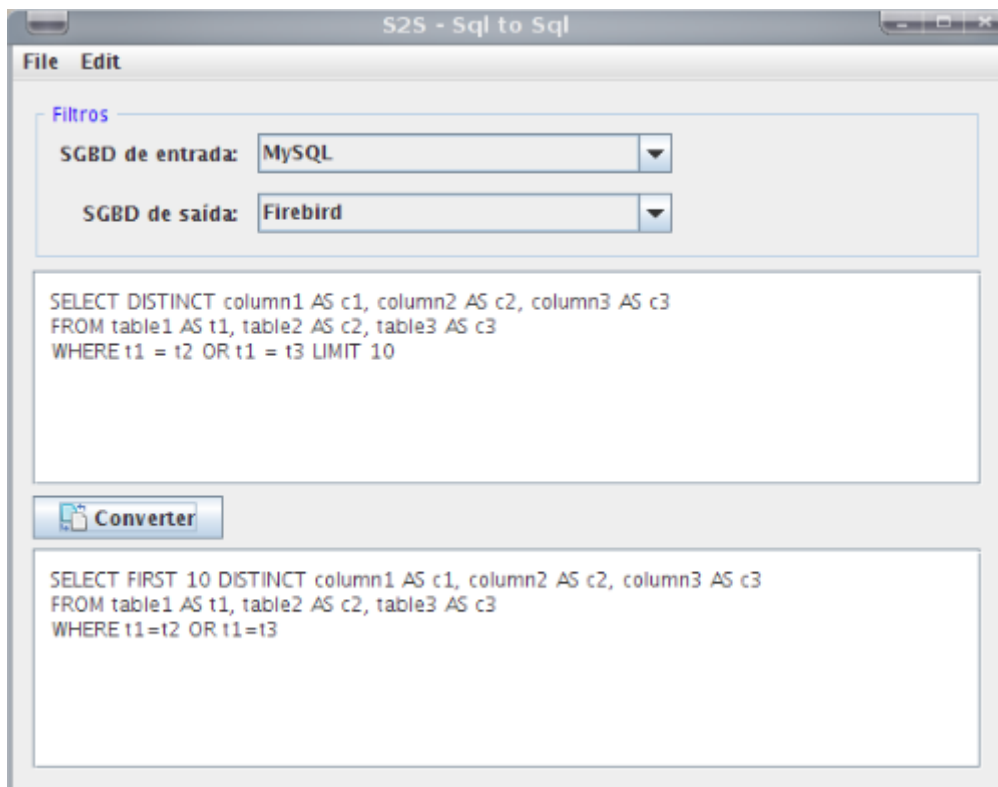 S2S - Sql to Sql
File Edit
Filtros
SGBD de entrada: MySQL
SGBD de saída: Firebird
SELECT DISTINCT column1 AS c1, column2 AS c2, column3 AS c3
FROM table1 AS t1, table2 AS c2, table3 AS c3
WHERE t1 = t2 OR t1 = t3 LIMIT 10
Converter
SELECT FIRST 10 DISTINCT column1 AS c1, column2 AS c2, column3 AS c3
FROM table1 AS t1, table2 AS c2, table3 AS c3
WHERE t1=t2 OR t1=t3